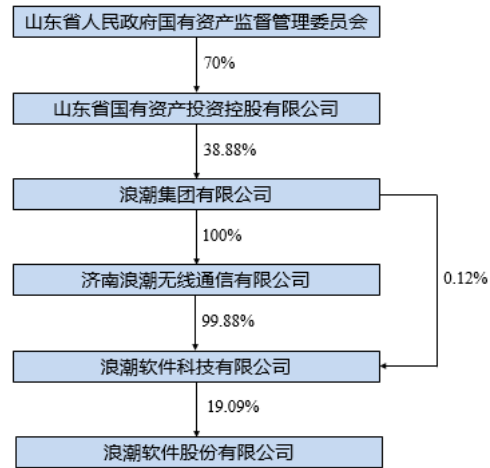 山东省人民政府国有资产监督管理委员会
70%
山东省国有资产投资控股有限公司
38.88%
浪潮集团有限公司
100%
济南浪潮无线通信有限公司
0.12%
99.88%
浪潮软件科技有限公司
19.09%
浪潮软件股份有限公司